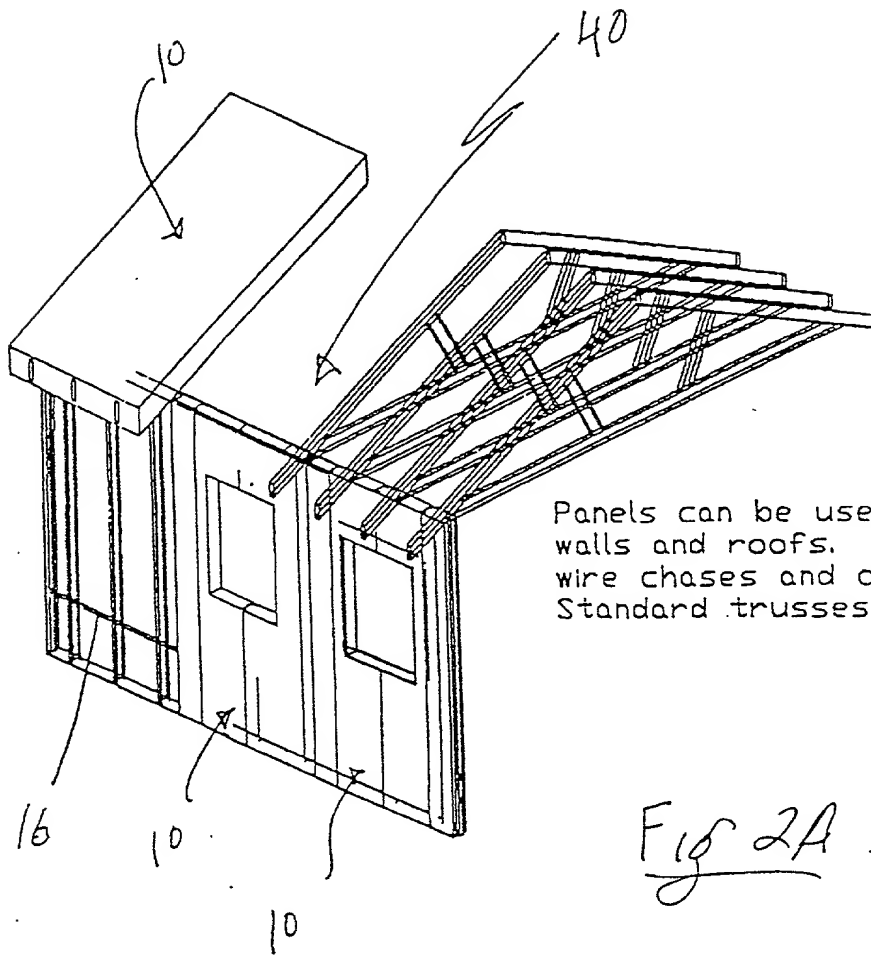 10
40
Panels can be use
walls and roofs.
wire chases and c
Standard trusses
16
10
10
Fig 2A